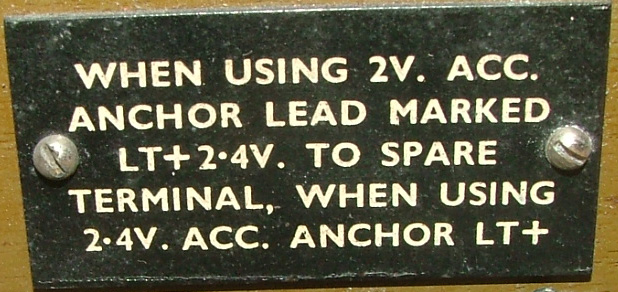 WHEN USING 2V. ACC.
ANCHOR LEAD MARKED
LT+ 2·4V. TO SPARE
TERMINAL, WHEN USING
2·4V. ACC. ANCHOR LT+